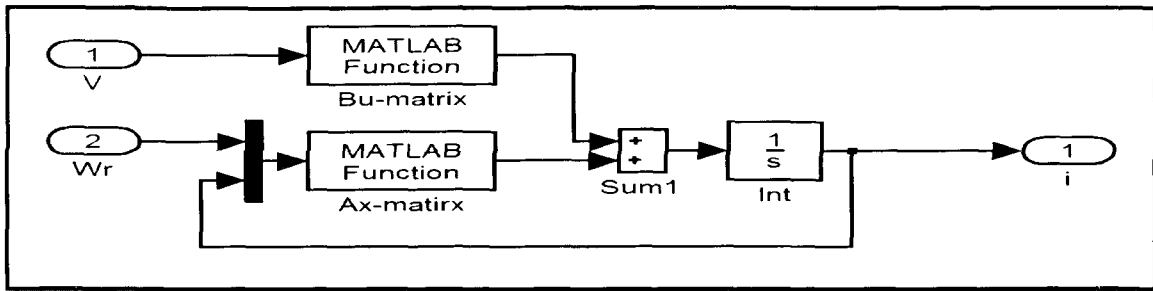 1
V
MATLAB
Function
Bu-matrix
2
Wr
MATLAB
Function
Ax-matirx
+
+
Sum1
1
s
Int
1
i